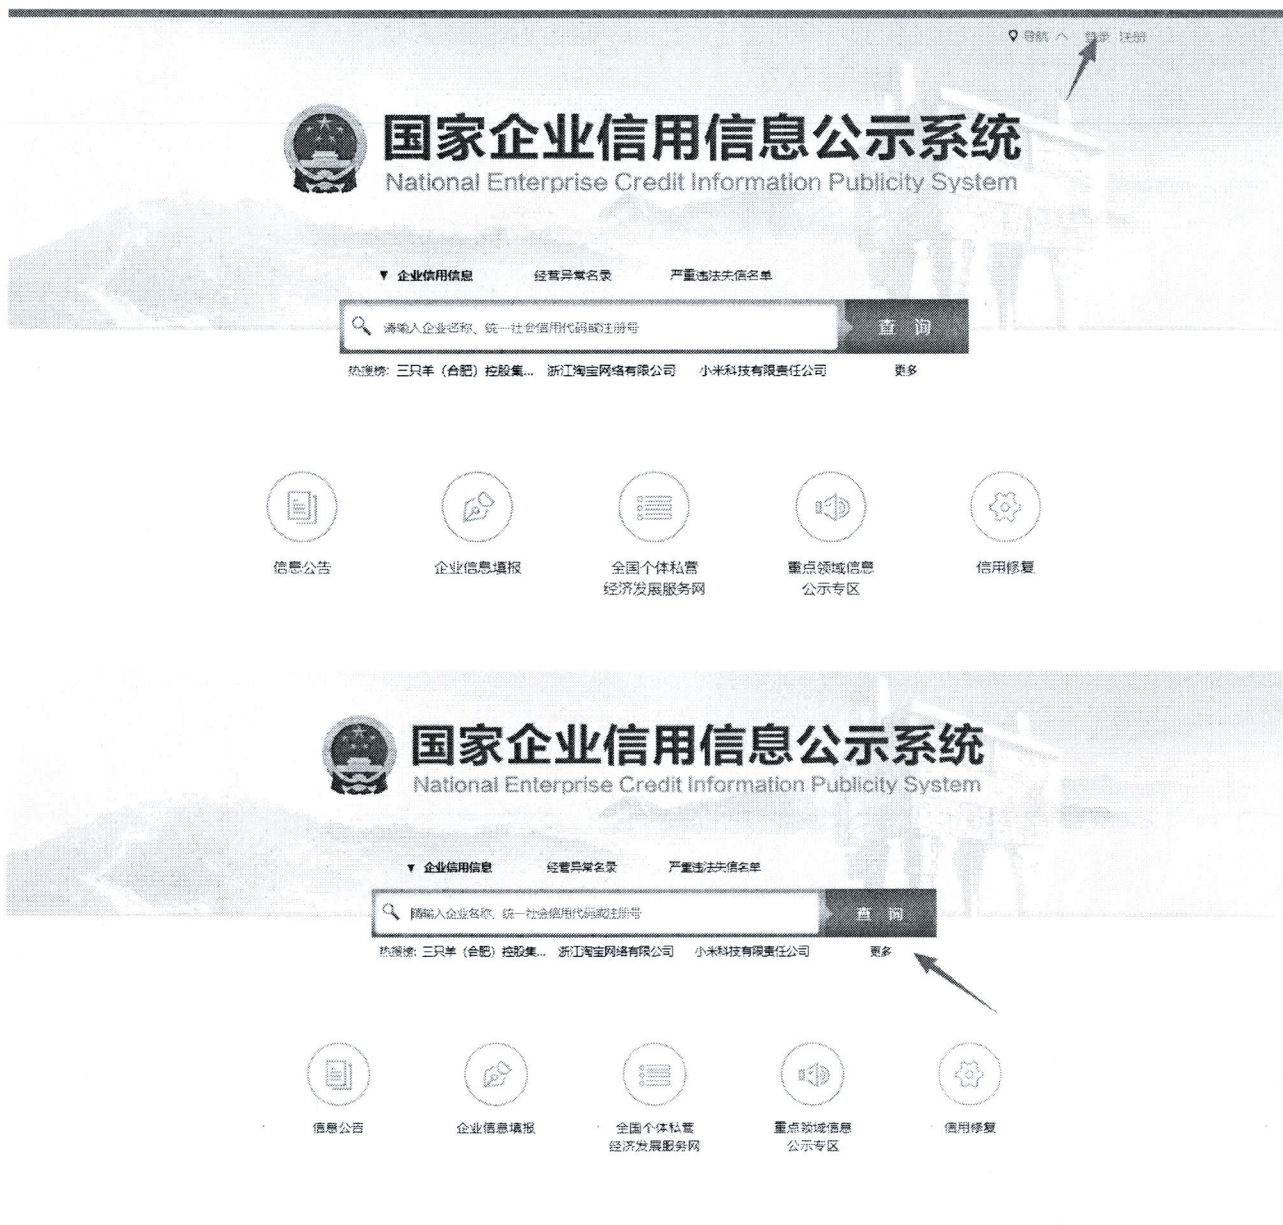 导航 登录 注册
国家企业信用信息公示系统
National Enterprise Credit Information Publicity System
▼ 企业信用信息 经营异常名录 严重违法失信名单
请输入企业名称、统一社会信用代码或注册号 查 询
热搜榜: 三只羊（合肥）控股集... 浙江淘宝网络有限公司 小米科技有限责任公司 更多
信息公告 企业信息填报 全国个体私营 重点领域信息 信用修复
经济发展服务网 公示专区
国家企业信用信息公示系统
National Enterprise Credit Information Publicity System
▼ 企业信用信息 经营异常名录 严重违法失信名单
请输入企业名称、统一社会信用代码或注册号 查 询
热搜榜: 三只羊（合肥）控股集... 浙江淘宝网络有限公司 小米科技有限责任公司 更多
信息公告 企业信息填报 全国个体私营 重点领域信息 信用修复
经济发展服务网 公示专区